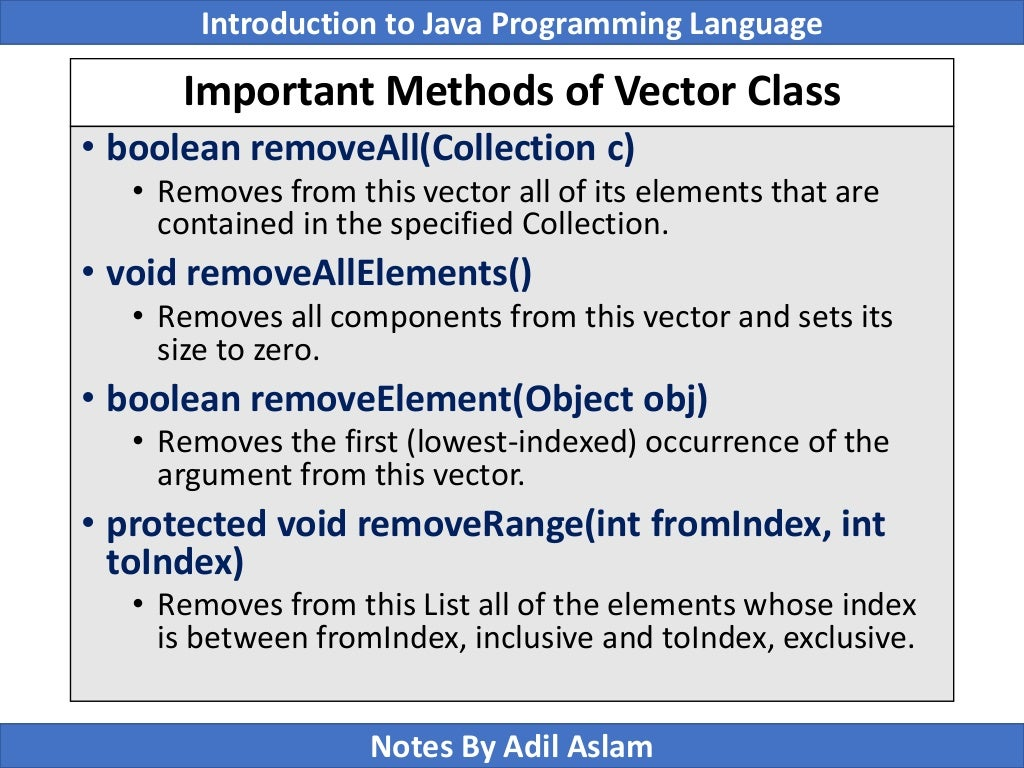 Introduction to Java Programming Language
Important Methods of Vector Class
• boolean removeAll(Collection c)
• Removes from this vector all of its elements that are
contained in the specified Collection.
• void removeAllElements()
• Removes all components from this vector and sets its
size to zero.
• boolean removeElement(Object obj)
• Removes the first (lowest-indexed) occurrence of the
argument from this vector.
• protected void removeRange(int fromIndex, int
toIndex)
• Removes from this List all of the elements whose index
is between fromIndex, inclusive and toIndex, exclusive.
Notes By Adil Aslam